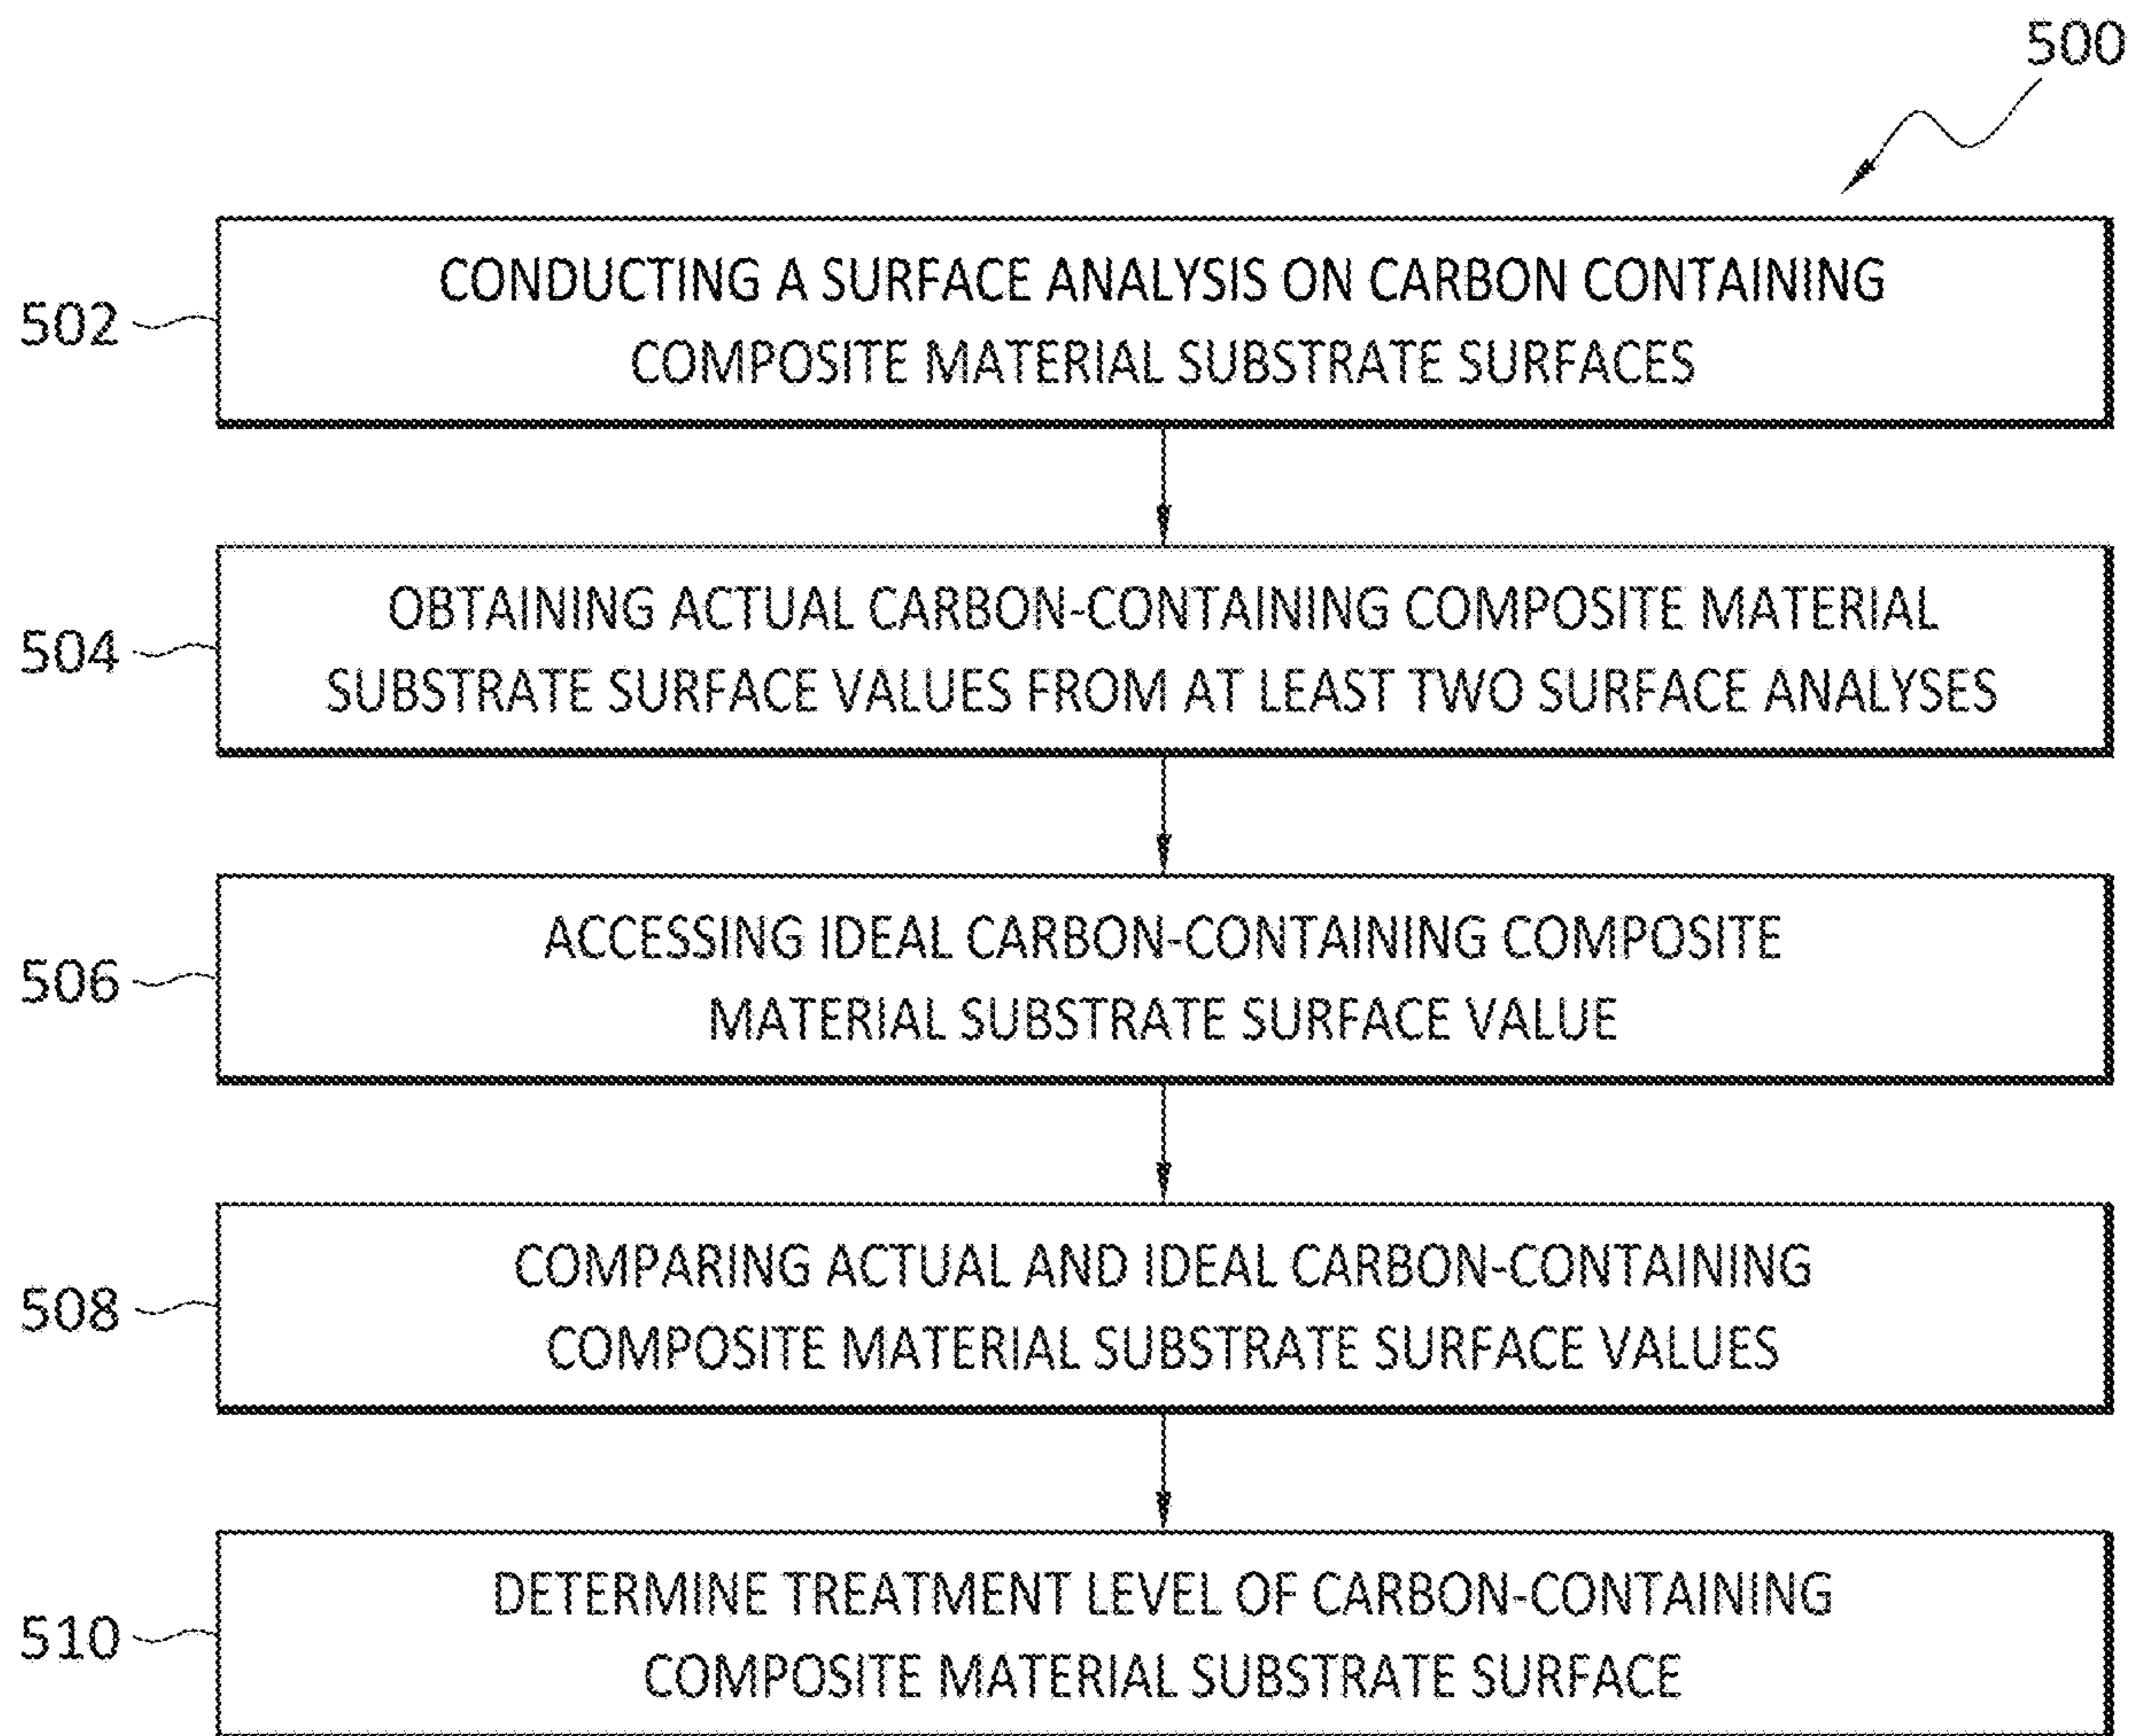 500
502
CONDUCTING A SURFACE ANALYSIS ON CARBON CONTAINING
COMPOSITE MATERIAL SUBSTRATE SURFACES
504
OBTAINING ACTUAL CARBON-CONTAINING COMPOSITE MATERIAL
SUBSTRATE SURFACE VALUES FROM AT LEAST TWO SURFACE ANALYSES
506
ACCESSING IDEAL CARBON-CONTAINING COMPOSITE
MATERIAL SUBSTRATE SURFACE VALUE
508
COMPARING ACTUAL AND IDEAL CARBON-CONTAINING
COMPOSITE MATERIAL SUBSTRATE SURFACE VALUES
510
DETERMINE TREATMENT LEVEL OF CARBON-CONTAINING
COMPOSITE MATERIAL SUBSTRATE SURFACE